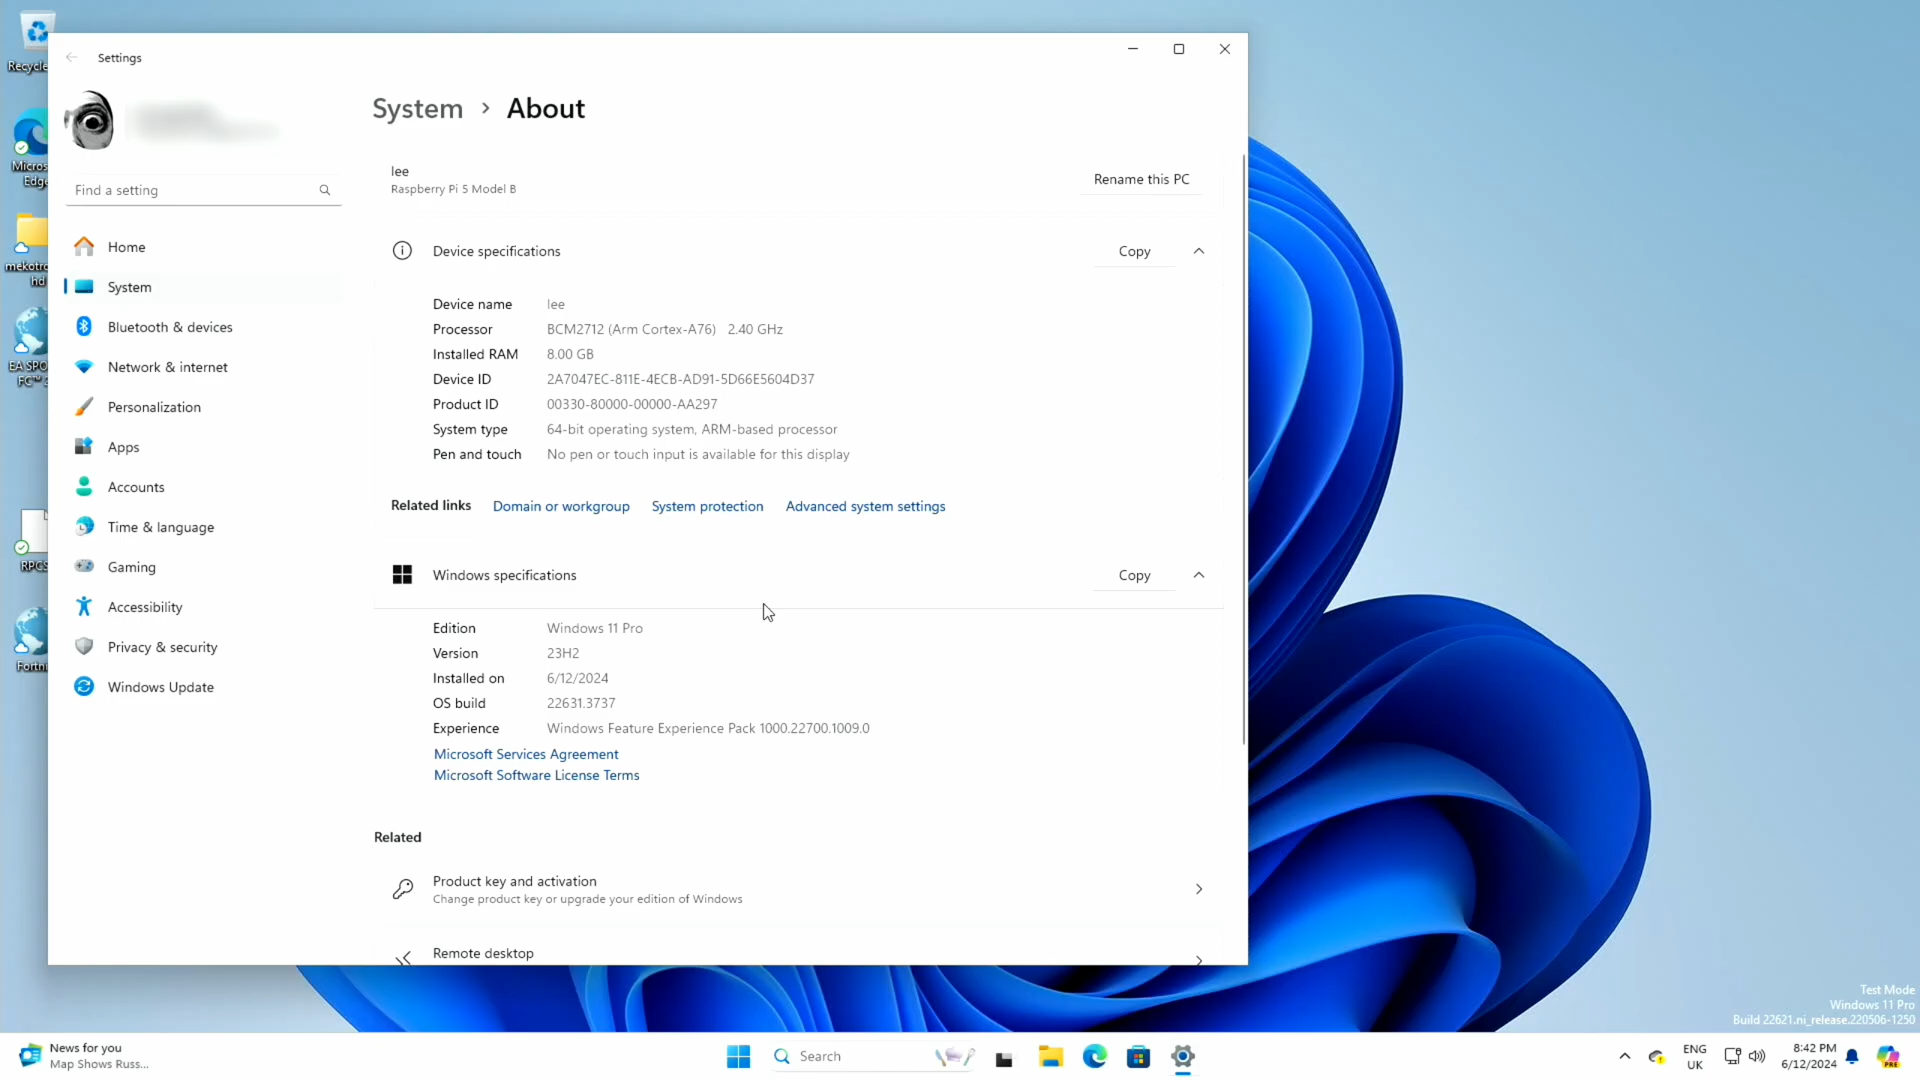 Recycle
Micros
Edge
mekotro
hd
EA SPO
RPCS
Fortni
Settings
System > About
lee
Raspberry Pi 5 Model B
Rename this PC
Find a setting
Home
System
Bluetooth & devices
Network & internet
Personalization
Apps
Accounts
Time & language
Gaming
Accessibility
Privacy & security
Windows Update
Device specifications
Copy
Device name lee
Processor BCM2712 (Arm Cortex-A76) 2.40 GHz
Installed RAM 8.00 GB
Device ID 2A7047EC-811E-4ECB-AD91-5D66E5604D37
Product ID 00330-80000-00000-AA297
System type 64-bit operating system, ARM-based processor
Pen and touch No pen or touch input is available for this display
Related links Domain or workgroup System protection Advanced system settings
Windows specifications
Copy
Edition Windows 11 Pro
Version 23H2
Installed on 6/12/2024
OS build 22631.3737
Experience Windows Feature Experience Pack 1000.22700.1009.0
Microsoft Services Agreement
Microsoft Software License Terms
Related
Product key and activation
Change product key or upgrade your edition of Windows
Remote desktop
Test Mode
Windows 11 Pro
Build 22621.ni_release.220506-1250
News for you
Map Shows Russ...
Search
ENG
UK
8:42 PM
6/12/2024
PRE